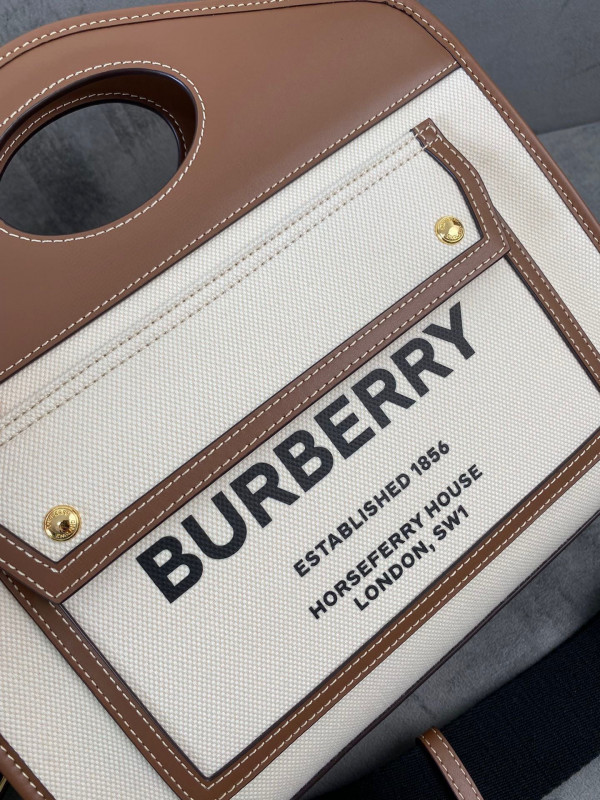 BURBERRY
ESTABLISHED 1856
HORSEFERRY HOUSE
LONDON, SW1